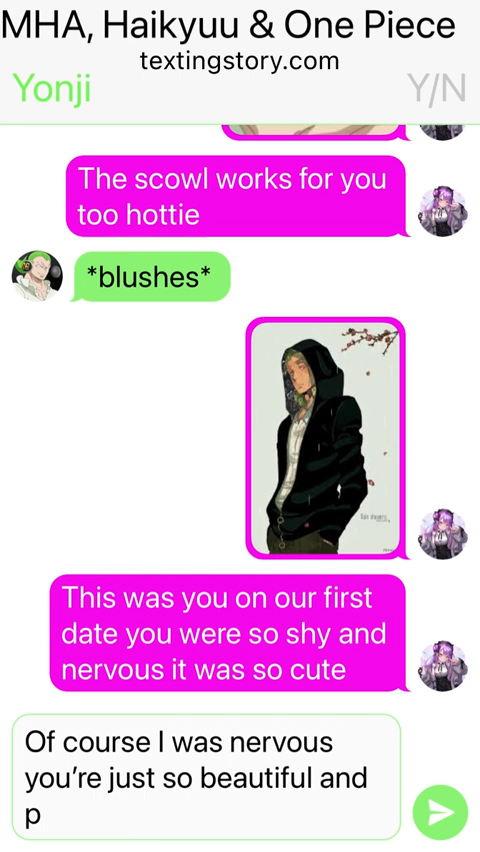 MHA, Haikyuu & One Piece
textingstory.com
Yonji
Y/N
The scowl works for you
too hottie
*blushes*
This was you on our first
date you were so shy and
nervous it was so cute
Of course I was nervous
you’re just so beautiful and
p